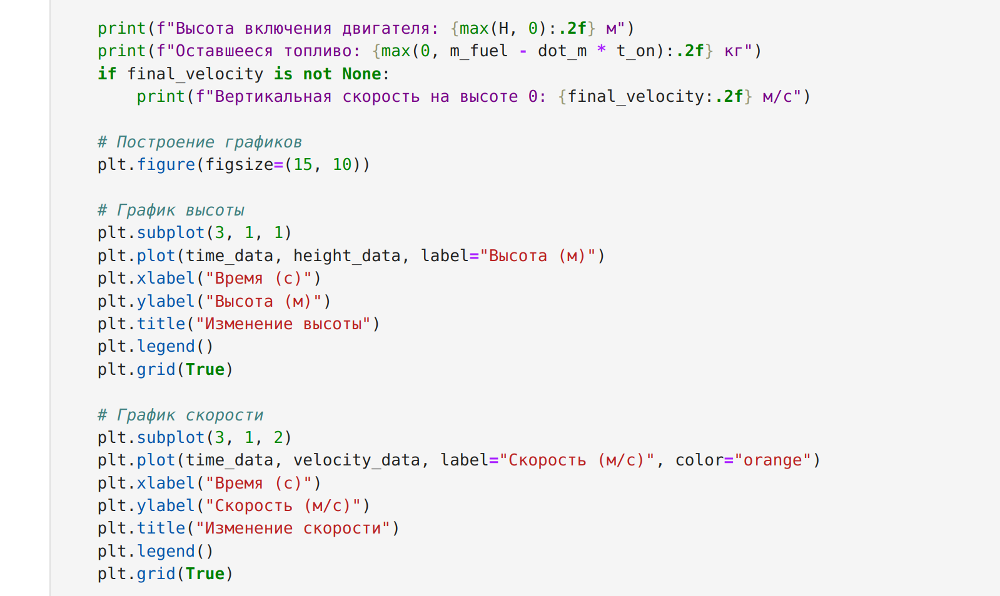 print(f"Высота включения двигателя: {max(H, 0):.2f} м")
print(f"Оставшееся топливо: {max(0, m_fuel - dot_m * t_on):.2f} кг")
if final_velocity is not None:
    print(f"Вертикальная скорость на высоте 0: {final_velocity:.2f} м/с")
# Построение графиков
plt.figure(figsize=(15, 10))
# График высоты
plt.subplot(3, 1, 1)
plt.plot(time_data, height_data, label="Высота (м)")
plt.xlabel("Время (с)")
plt.ylabel("Высота (м)")
plt.title("Изменение высоты")
plt.legend()
plt.grid(True)
# График скорости
plt.subplot(3, 1, 2)
plt.plot(time_data, velocity_data, label="Скорость (м/с)", color="orange")
plt.xlabel("Время (с)")
plt.ylabel("Скорость (м/с)")
plt.title("Изменение скорости")
plt.legend()
plt.grid(True)